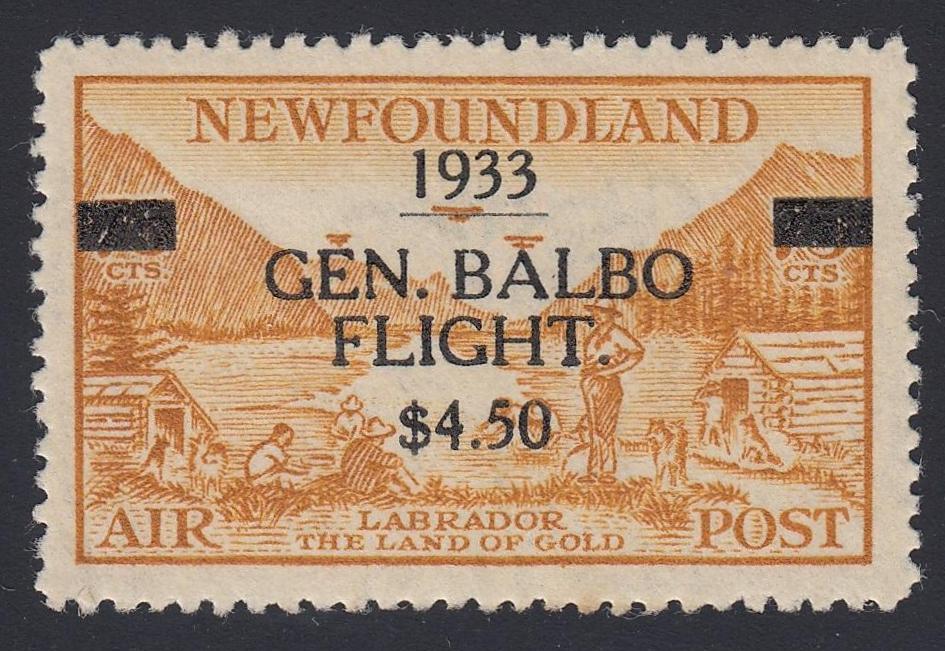 NEWFOUNDLAND
1933
GEN. BALBO
FLIGHT.
$4.50
CTS. CTS.
AIR LABRADOR POST
THE LAND OF GOLD